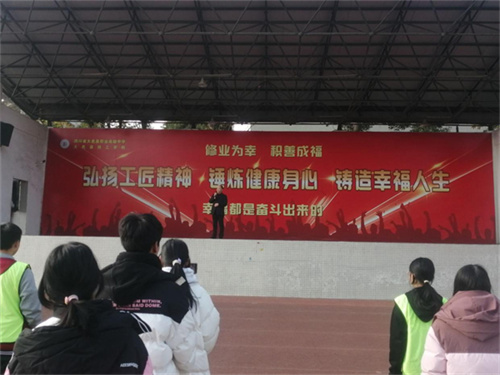 修业为幸 积善成福
弘扬工匠精神 锤炼健康身心 铸造幸福人生
幸福都是奋斗出来的